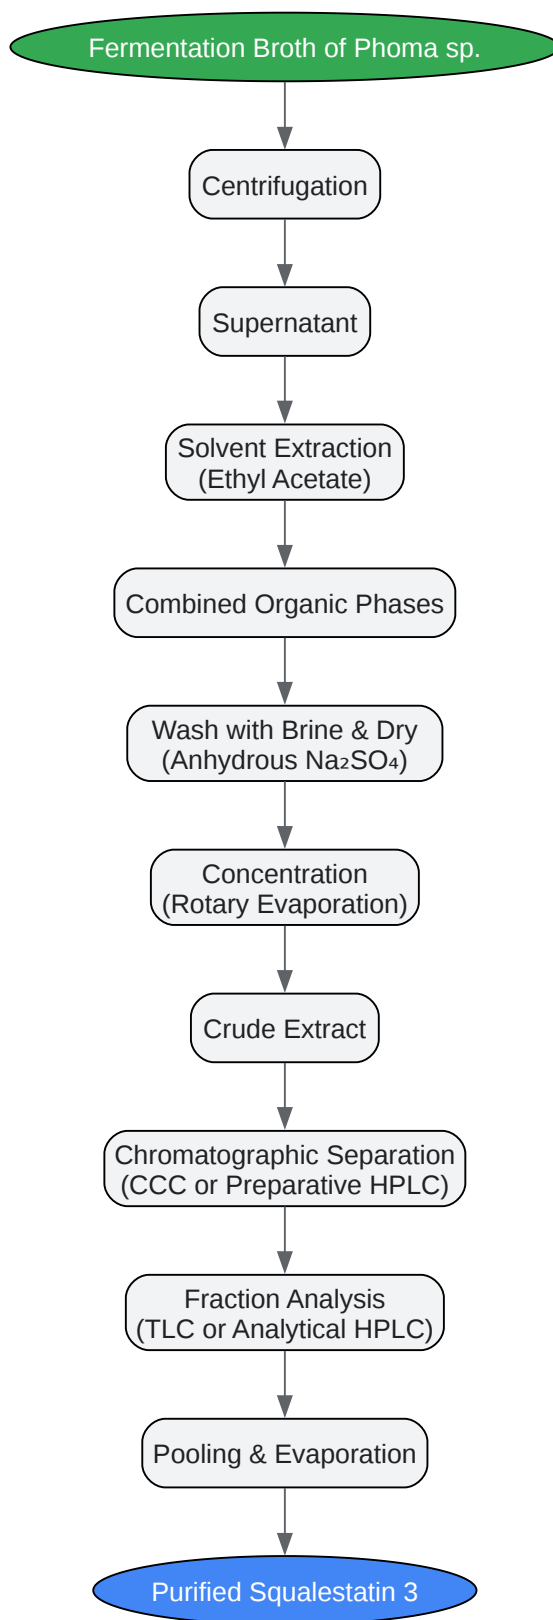 Fermentation Broth of Phoma sp.
Centrifugation
Supernatant
Solvent Extraction
(Ethyl Acetate)
Combined Organic Phases
Wash with Brine & Dry
(Anhydrous Na₂SO₄)
Concentration
(Rotary Evaporation)
Crude Extract
Chromatographic Separation
(CCC or Preparative HPLC)
Fraction Analysis
(TLC or Analytical HPLC)
Pooling & Evaporation
Purified Squalestatin 3